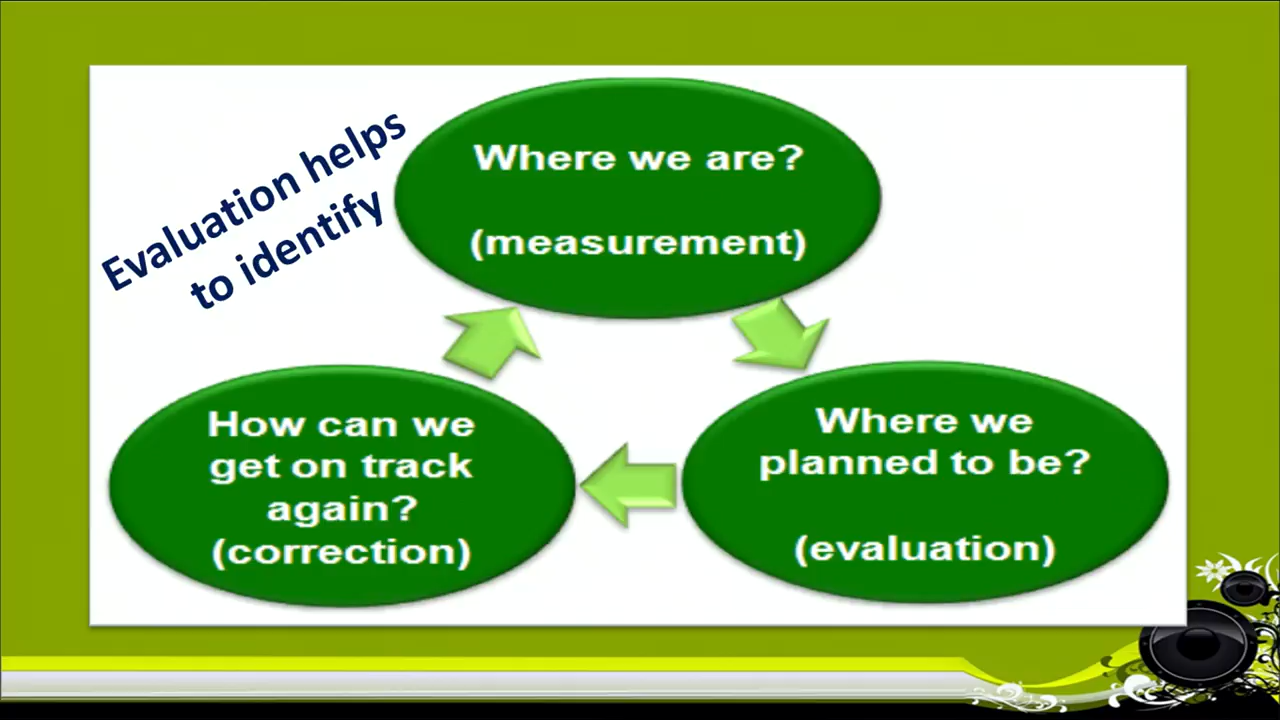 Evaluation helps
to identify
Where we are?
(measurement)
Where we
planned to be?
(evaluation)
How can we
get on track
again?
(correction)